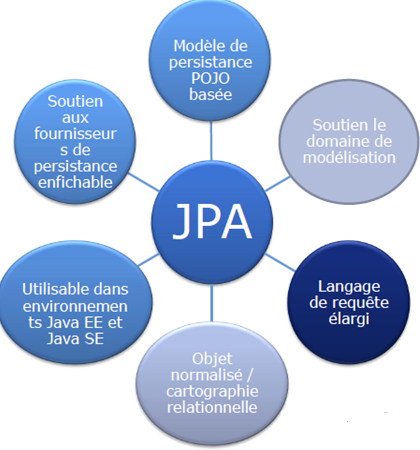 Modèle de
persistance
POJO
basée
Soutien
aux
fournisseur
s de
persistance
enfichable
Soutien le
domaine de
modélisation
JPA
Utilisable dans
environnemen
ts Java EE et
Java SE
Langage
de requête
élargi
Objet
normalisé /
cartographie
relationnelle